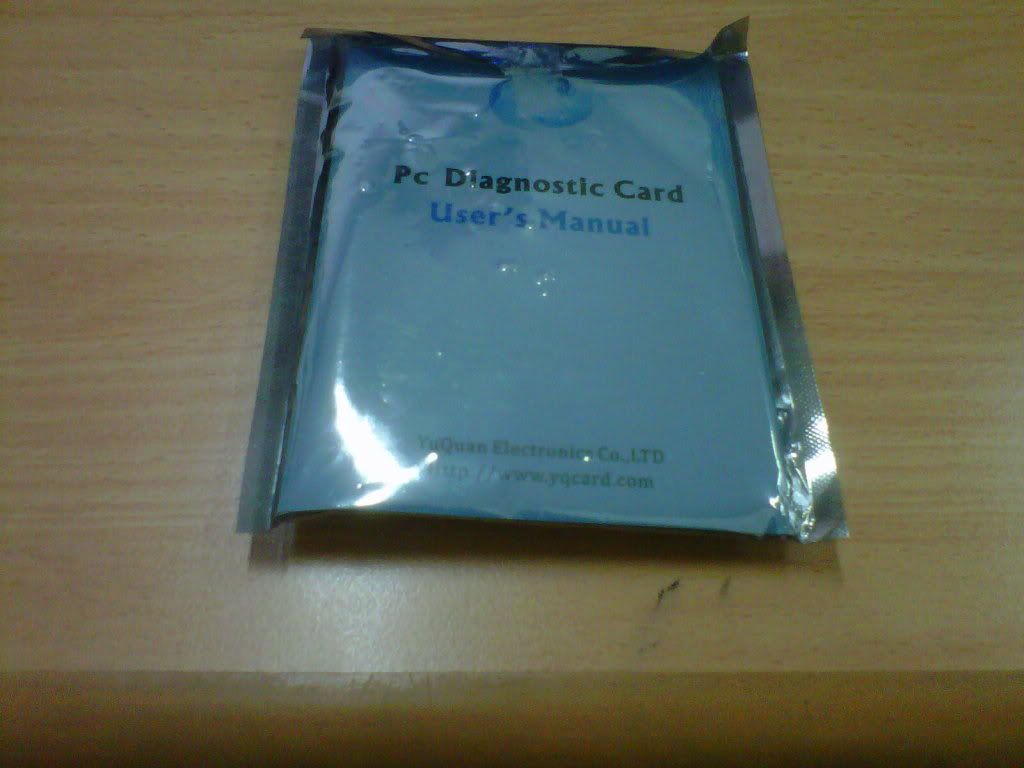 Pc Diagnostic Card
User's Manual
YuQuan Electronics Co.,LTD
Http://www.yqcard.com